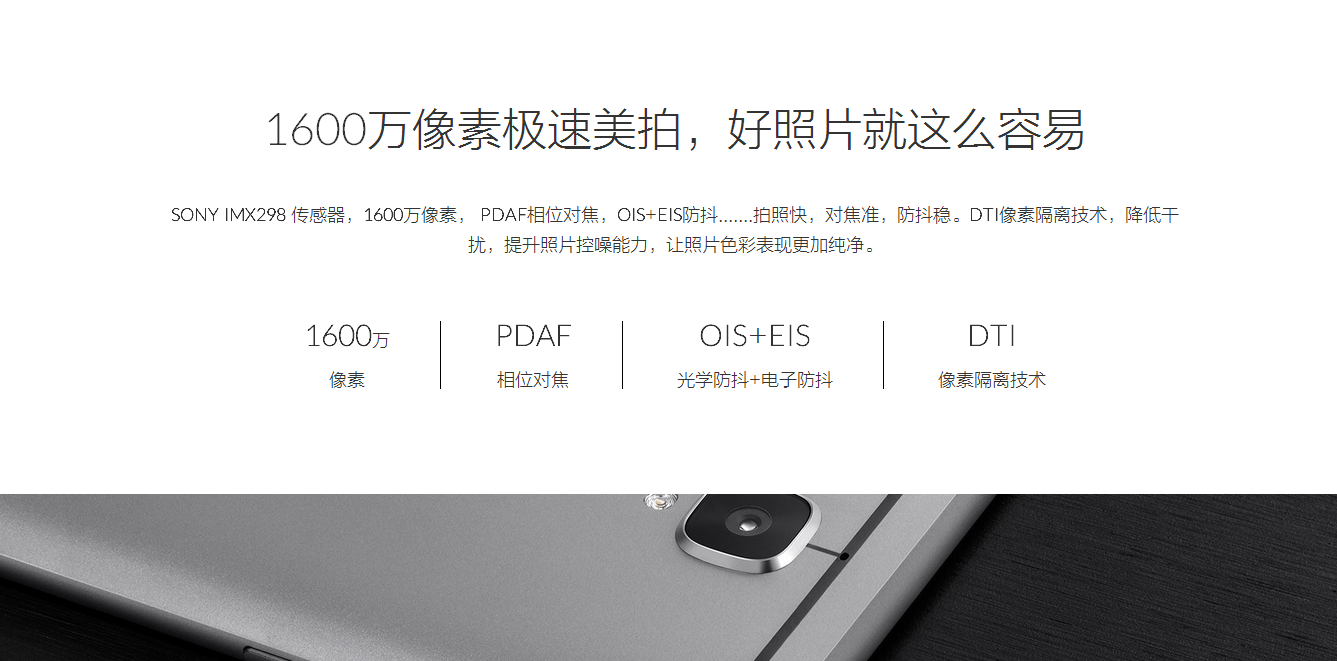 1600万像素极速美拍，好照片就这么容易
SONY IMX298 传感器，1600万像素， PDAF相位对焦，OIS+EIS防抖.......拍照快，对焦准，防抖稳。DTI像素隔离技术，降低干
扰，提升照片控噪能力，让照片色彩表现更加纯净。
1600万
像素
PDAF
相位对焦
OIS+EIS
光学防抖+电子防抖
DTI
像素隔离技术